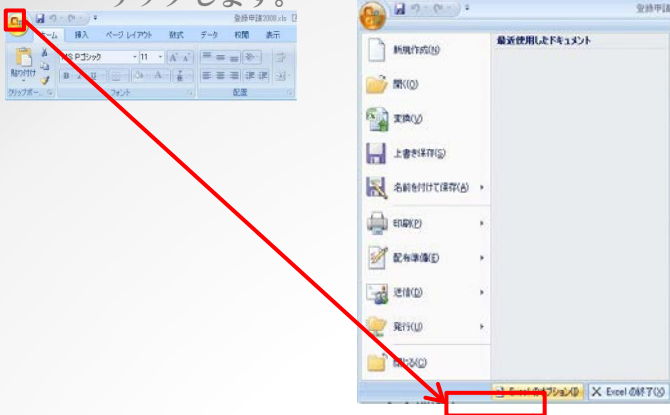 リックします。
登録申請2000.xls
ホーム 挿入 ページ レイアウト 数式 データ 校閲 表示
貼り付け
MS Pゴシック 11
B
クリップボー... フォント 配置
登録申請
最近使用したドキュメント
新規作成(N)
開く(O)
変換(V)
上書き保存(S)
名前を付けて保存(A)
印刷(P)
配布準備(E)
送信(D)
発行(U)
閉じる(C)
Excel のオプション(I) X Excel の終了(X)